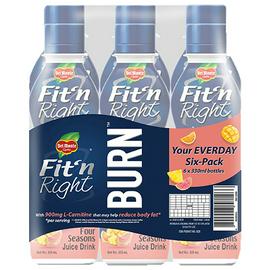 Del Monte
Fit'n
Right
Del Monte
Fit'n
Right
Del Monte
Fit'n
Right
Del Monte
Fit'n
Right
BURN™
With 900mg L-Carnitine that may help reduce body fat*
*per serving
Your EVERDAY
Six-Pack
6 x 330ml bottles
Four
Seasons
Juice Drink
Four
Seasons
Juice Drink
Seasons
Juice Drink